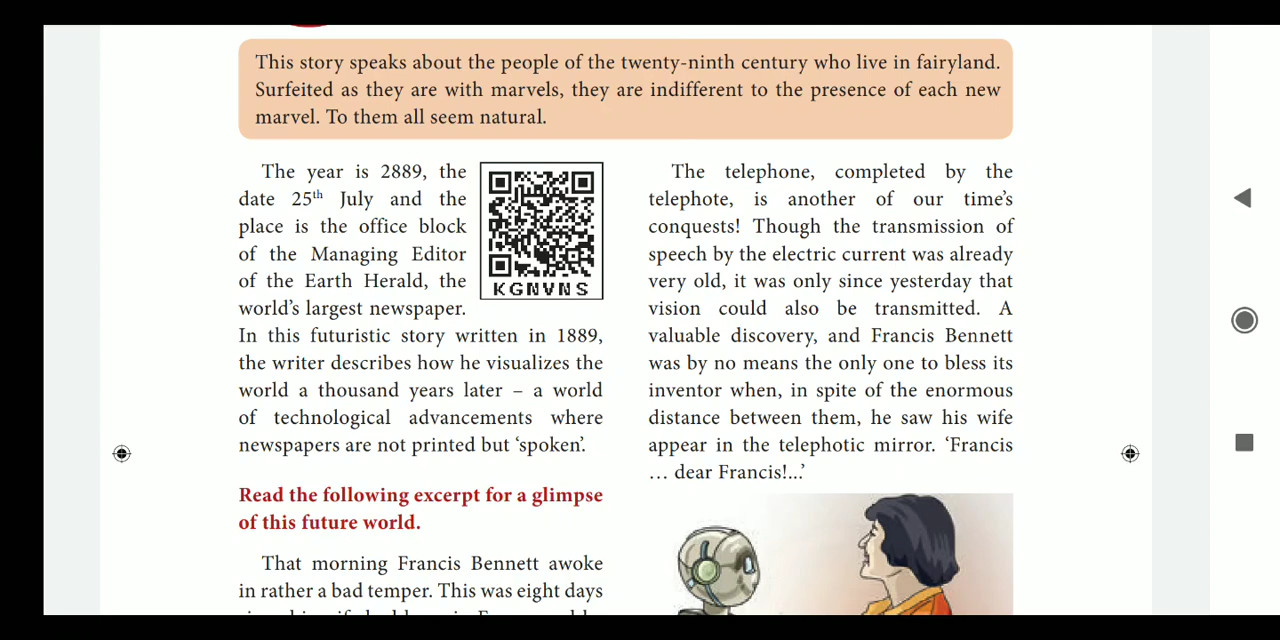 This story speaks about the people of the twenty-ninth century who live in fairyland.
Surfeited as they are with marvels, they are indifferent to the presence of each new
marvel. To them all seem natural.
The year is 2889, the
date 25th July and the
place is the office block
of the Managing Editor
of the Earth Herald, the
world's largest newspaper.
In this futuristic story written in 1889,
the writer describes how he visualizes the
world a thousand years later – a world
of technological advancements where
newspapers are not printed but 'spoken'.
KGNVNS
Read the following excerpt for a glimpse
of this future world.
That morning Francis Bennett awoke
in rather a bad temper. This was eight days
The telephone, completed by the
telephote, is another of our time's
conquests! Though the transmission of
speech by the electric current was already
very old, it was only since yesterday that
vision could also be transmitted. A
valuable discovery, and Francis Bennett
was by no means the only one to bless its
inventor when, in spite of the enormous
distance between them, he saw his wife
appear in the telephotic mirror. 'Francis
… dear Francis!...'